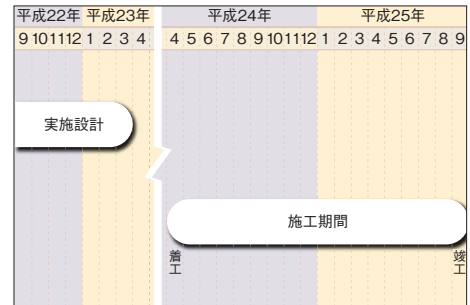 平成22年 平成23年 平成24年 平成25年
9 10 11 12 1 2 3 4 4 5 6 7 8 9 10 11 12 1 2 3 4 5 6 7 8 9
実施設計
施工期間
着工
竣工